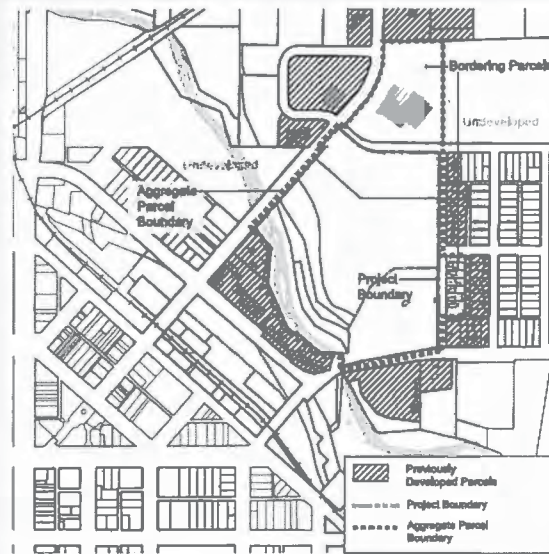 Bordering Parcels
Undeveloped
Undeveloped
Aggregate
Parcel
Boundary
Project
Boundary
Previously
Developed Parcels
Project Boundary
Aggregate Parcel
Boundary